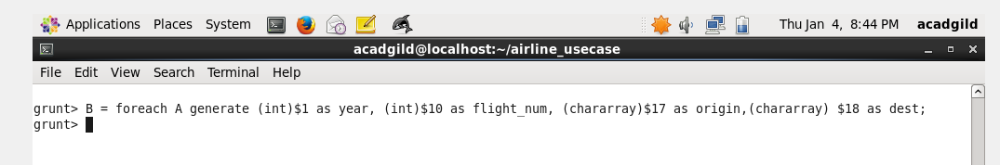 Applications Places System Thu Jan 4, 8:44 PM acadgild
acadgild@localhost:~/airline_usecase
File Edit View Search Terminal Help
grunt> B = foreach A generate (int)$1 as year, (int)$10 as flight_num, (chararray)$17 as origin,(chararray) $18 as dest;
grunt>